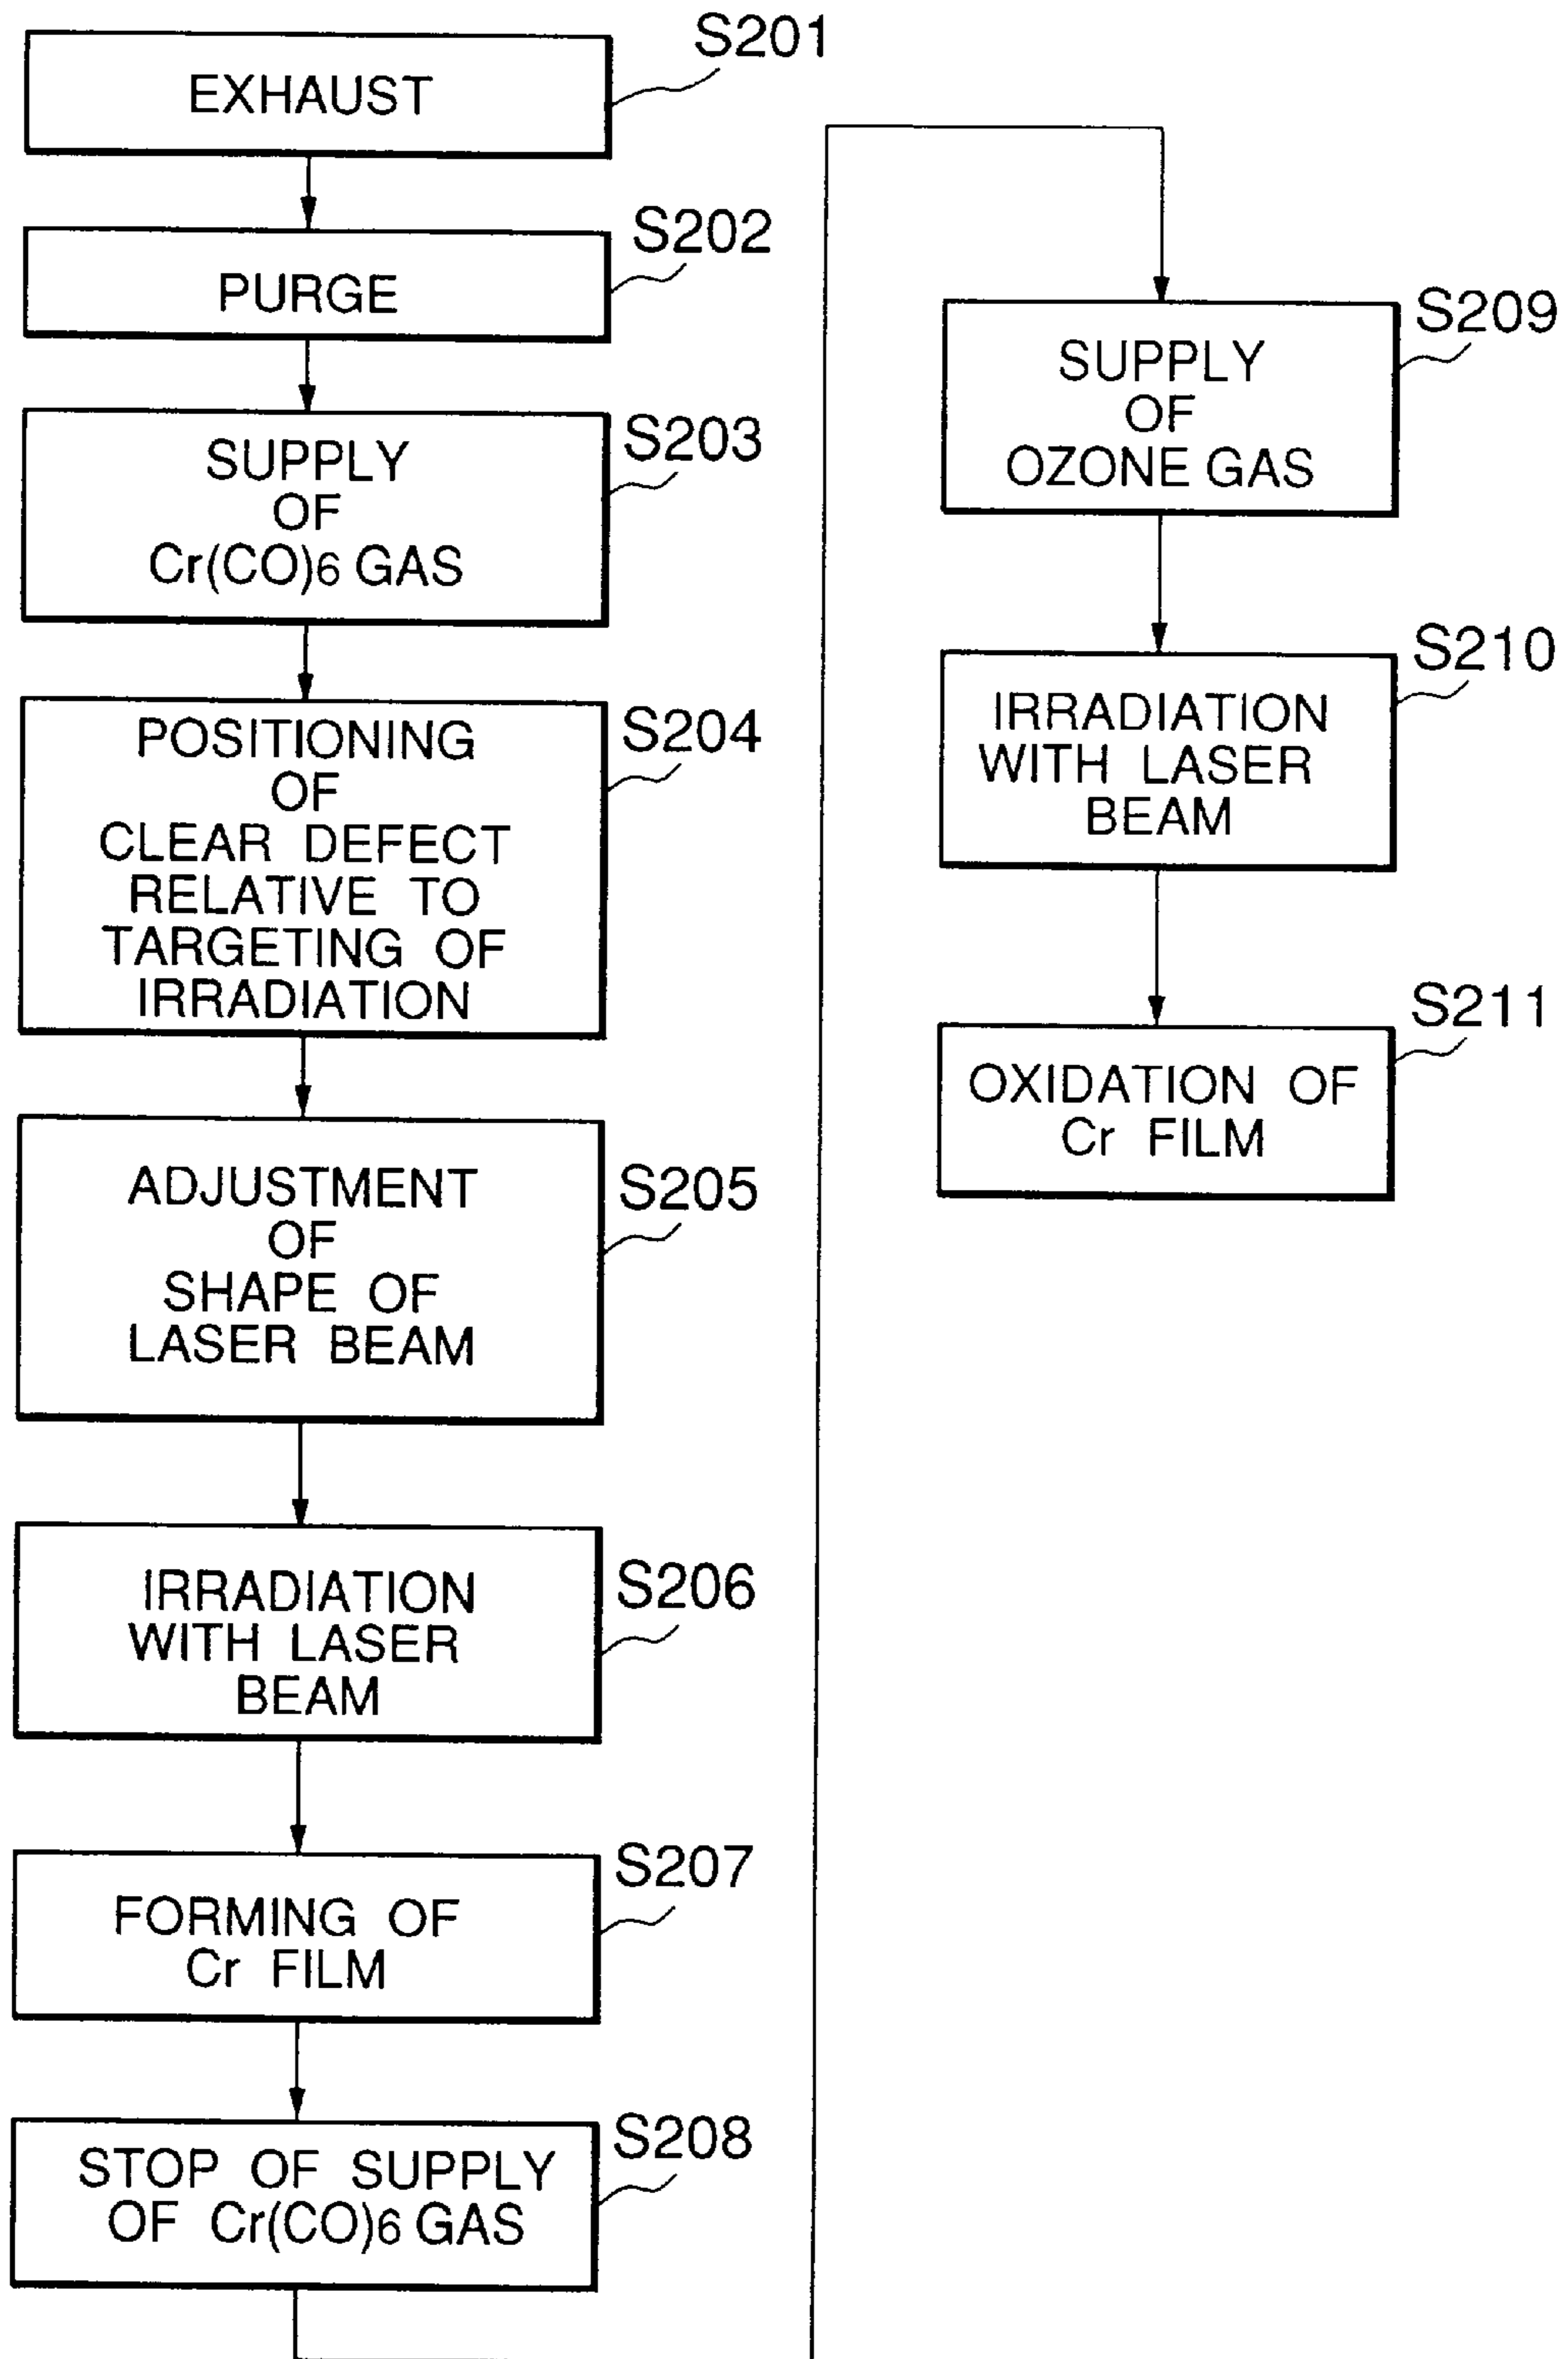 S201
EXHAUST
S202
PURGE
S203
SUPPLY
OF
Cr(CO)6 GAS
S204
POSITIONING
OF
CLEAR DEFECT
RELATIVE TO
TARGETING OF
IRRADIATION
S205
ADJUSTMENT
OF
SHAPE OF
LASER BEAM
S206
IRRADIATION
WITH LASER
BEAM
S207
FORMING OF
Cr FILM
S208
STOP OF SUPPLY
OF Cr(CO)6 GAS
S209
SUPPLY
OF
OZONE GAS
S210
IRRADIATION
WITH LASER
BEAM
S211
OXIDATION OF
Cr FILM